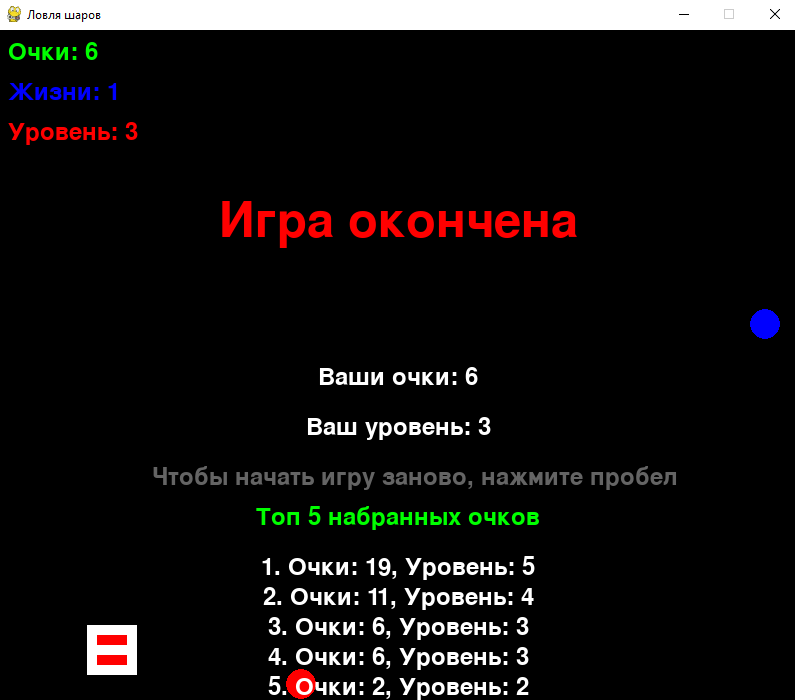 Ловля шаров
Очки: 6
Жизни: 1
Уровень: 3
Игра окончена
Ваши очки: 6
Ваш уровень: 3
Чтобы начать игру заново, нажмите пробел
Топ 5 набранных очков
1. Очки: 19, Уровень: 5
2. Очки: 11, Уровень: 4
3. Очки: 6, Уровень: 3
4. Очки: 6, Уровень: 3
5. Очки: 2, Уровень: 2